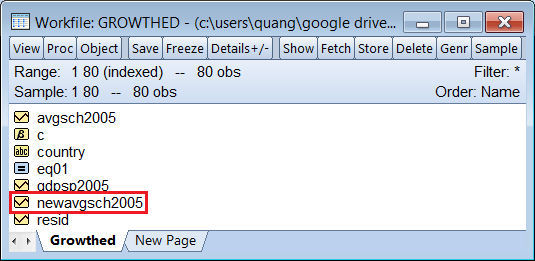 Workfile: GROWTHED - (c:\users\quang\google drive...
View Proc Object Save Freeze Details+/- Show Fetch Store Delete Genr Sample
Range: 1 80 (indexed) -- 80 obs Filter: *
Sample: 1 80 -- 80 obs Order: Name
avgsch2005
β c
abc country
= eq01
gdpsp2005
newavgsch2005
resid
Growthed New Page